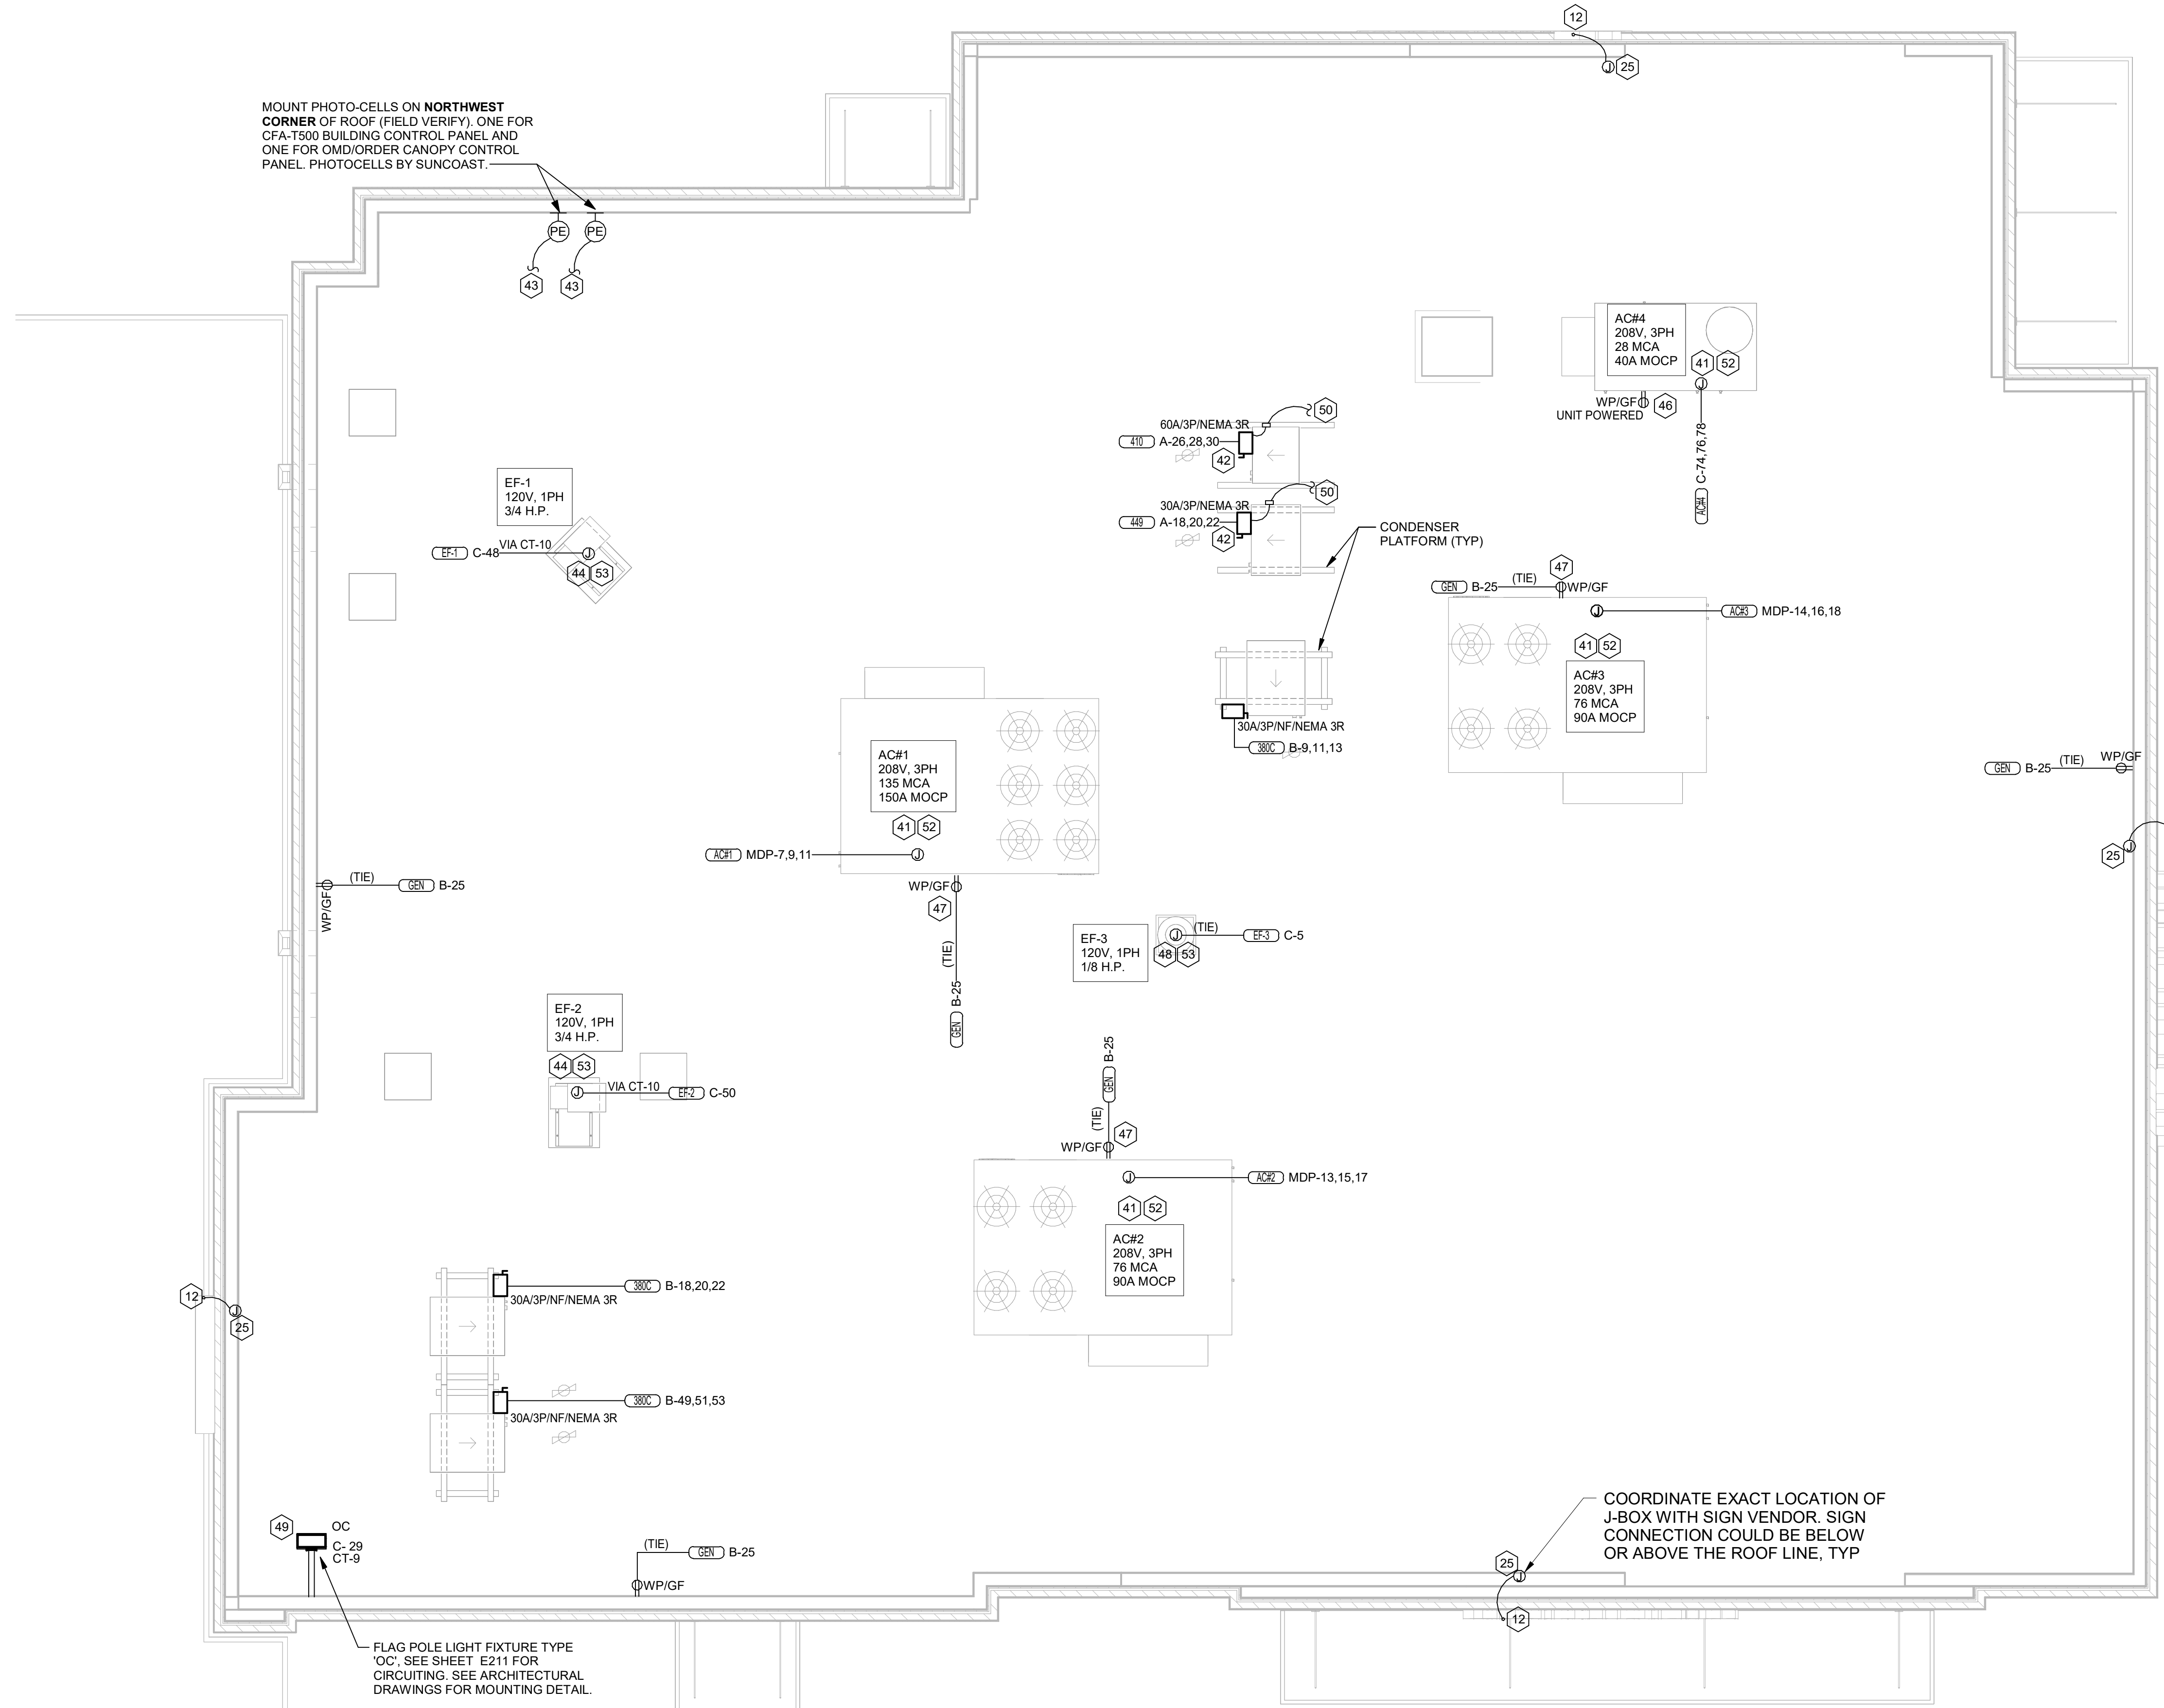 12
25
MOUNT PHOTO-CELLS ON NORTHWEST
CORNER OF ROOF (FIELD VERIFY). ONE FOR
CFA-T500 BUILDING CONTROL PANEL AND
ONE FOR OMD/ORDER CANOPY CONTROL
PANEL. PHOTOCELLS BY SUNCOAST.
PE
PE
43
43
AC#4
208V, 3PH
28 MCA
40A MOCP
41
52
WP/GF
UNIT POWERED
46
AC#4 C-74,76,78
50
60A/3P/NEMA 3R
410 A-26,28,30
42
50
30A/3P/NEMA 3R
449 A-18,20,22
42
CONDENSER
PLATFORM (TYP)
EF-1
120V, 1PH
3/4 H.P.
EF-1 C-48 VIA CT-10
J
44
53
47
GEN B-25 (TIE) WP/GF
J
AC#3 MDP-14,16,18
41
52
AC#3
208V, 3PH
76 MCA
90A MOCP
30A/3P/NF/NEMA 3R
380C B-9,11,13
AC#1
208V, 3PH
135 MCA
150A MOCP
41
52
AC#1 MDP-7,9,11
J
WP/GF
47
(TIE)
GEN B-25
GEN B-25 (TIE) WP/GF
J
25
WP/GF
(TIE) GEN B-25
EF-3
120V, 1PH
1/8 H.P.
J
(TIE) EF-3 C-5
48
53
EF-2
120V, 1PH
3/4 H.P.
44
53
J
VIA CT-10 EF-2 C-50
GEN B-25
(TIE)
47
WP/GF
J
AC#2 MDP-13,15,17
41
52
AC#2
208V, 3PH
76 MCA
90A MOCP
12
J
25
380C B-18,20,22
30A/3P/NF/NEMA 3R
380C B-49,51,53
30A/3P/NF/NEMA 3R
49
OC
C- 29
CT-9
(TIE) GEN B-25
WP/GF
COORDINATE EXACT LOCATION OF
J-BOX WITH SIGN VENDOR. SIGN
CONNECTION COULD BE BELOW
OR ABOVE THE ROOF LINE, TYP
25
J
12
FLAG POLE LIGHT FIXTURE TYPE
'OC', SEE SHEET E211 FOR
CIRCUITING. SEE ARCHITECTURAL
DRAWINGS FOR MOUNTING DETAIL.